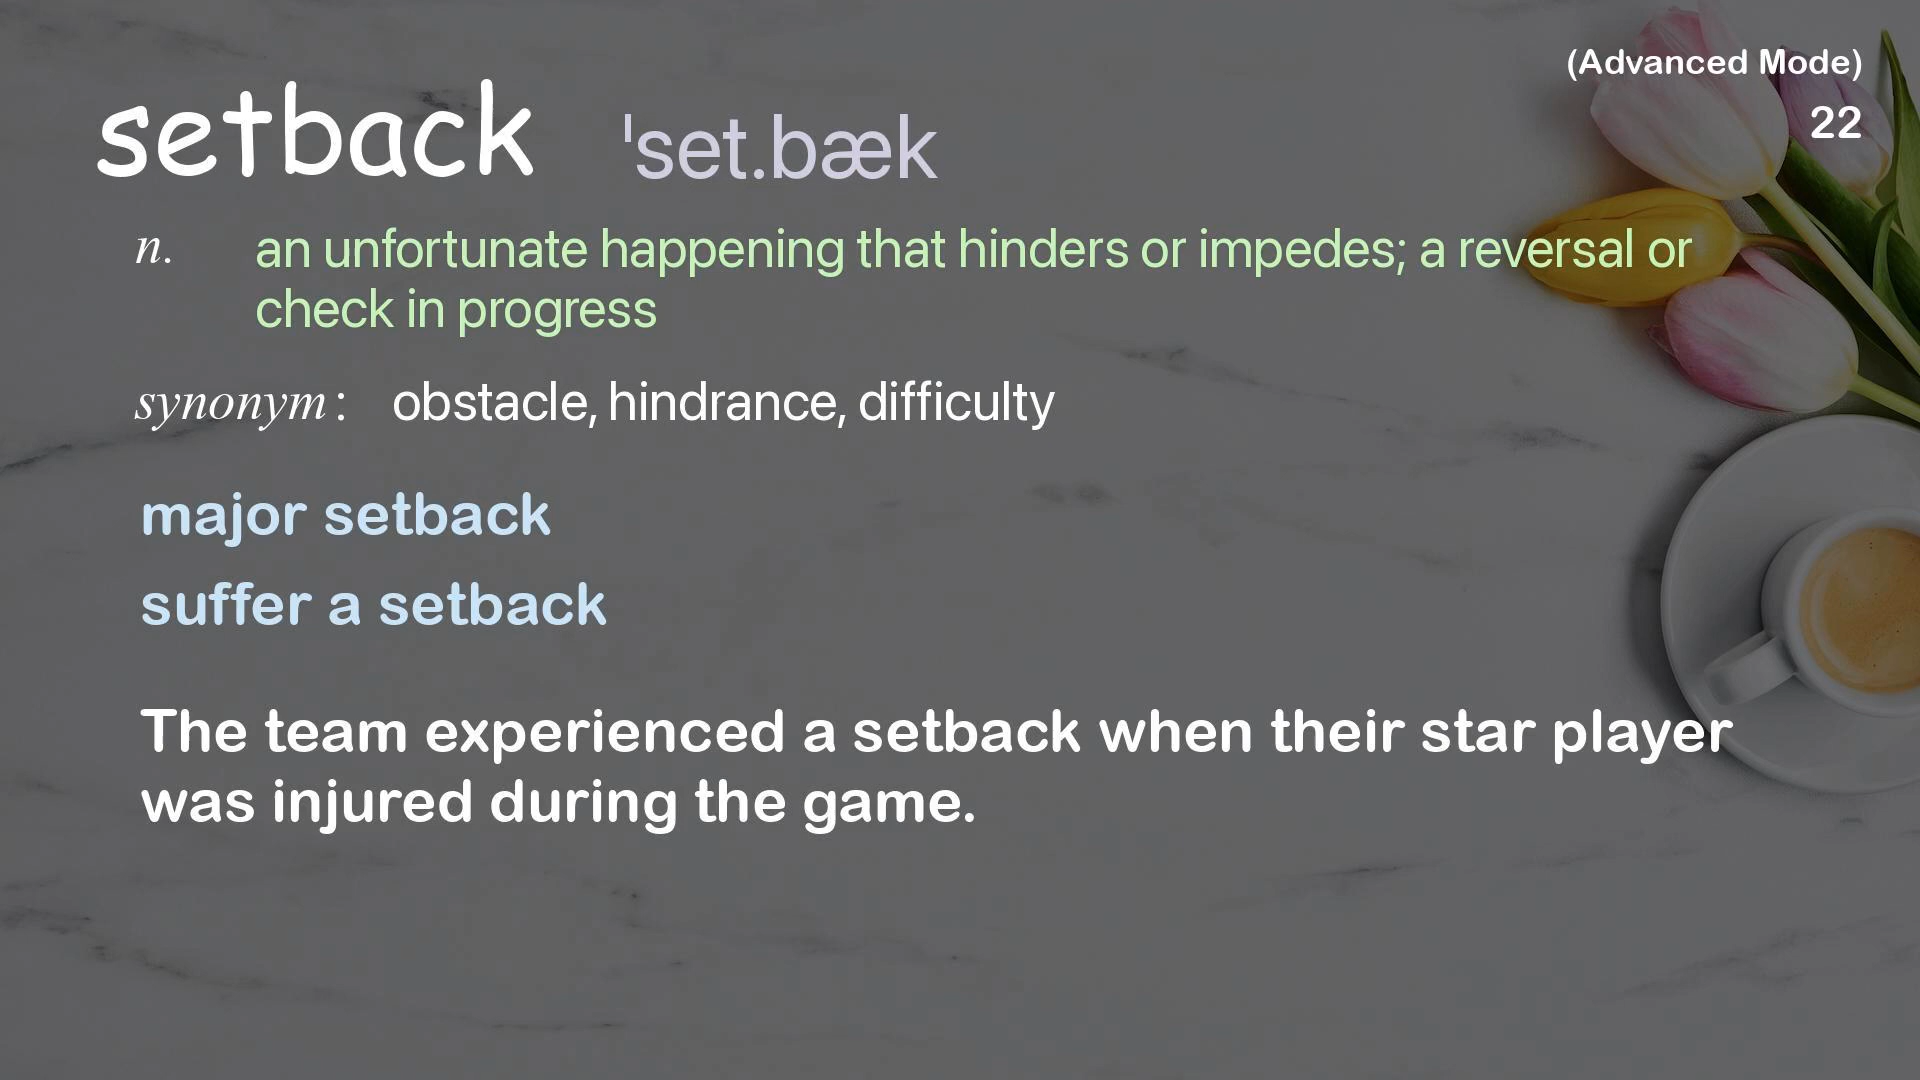 (Advanced Mode)
22
setback ˈset.bæk
n. an unfortunate happening that hinders or impedes; a reversal or
check in progress
synonym: obstacle, hindrance, difficulty
major setback
suffer a setback
The team experienced a setback when their star player
was injured during the game.